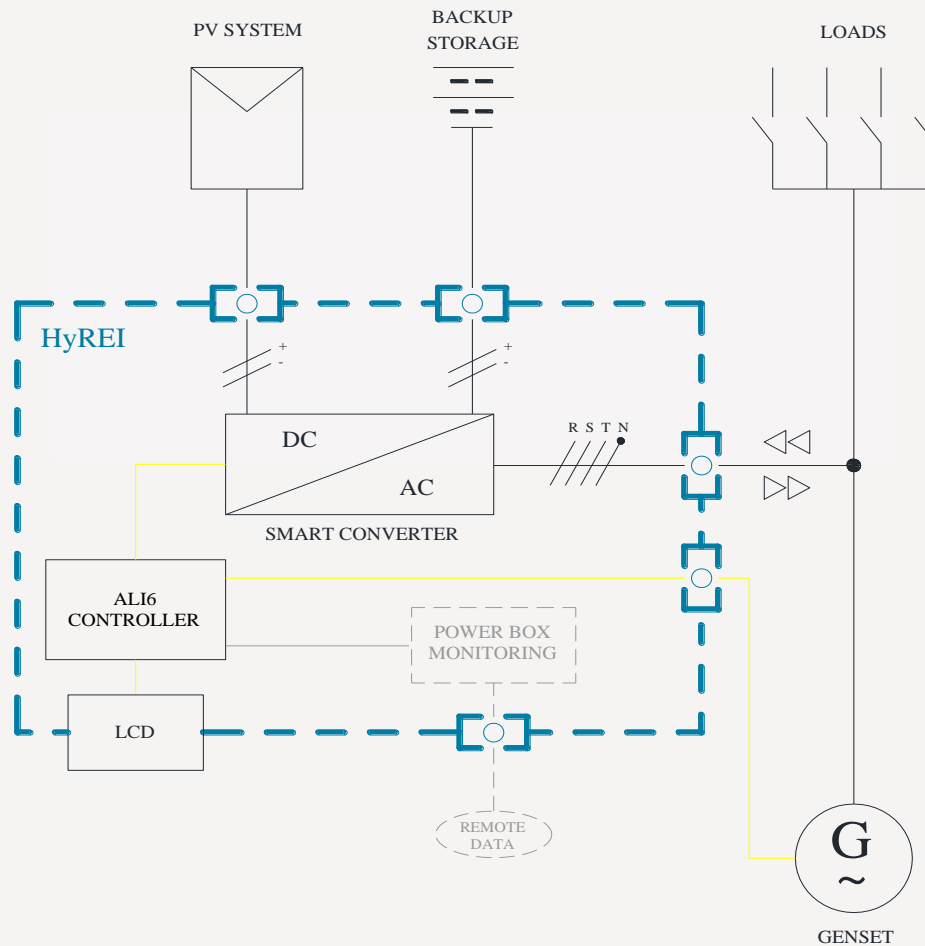 PV SYSTEM
BACKUP
STORAGE
LOADS
HyREI
+
-
+
-
DC
AC
R S T N
SMART CONVERTER
ALI6
CONTROLLER
POWER BOX
MONITORING
LCD
REMOTE
DATA
G
~
GENSET